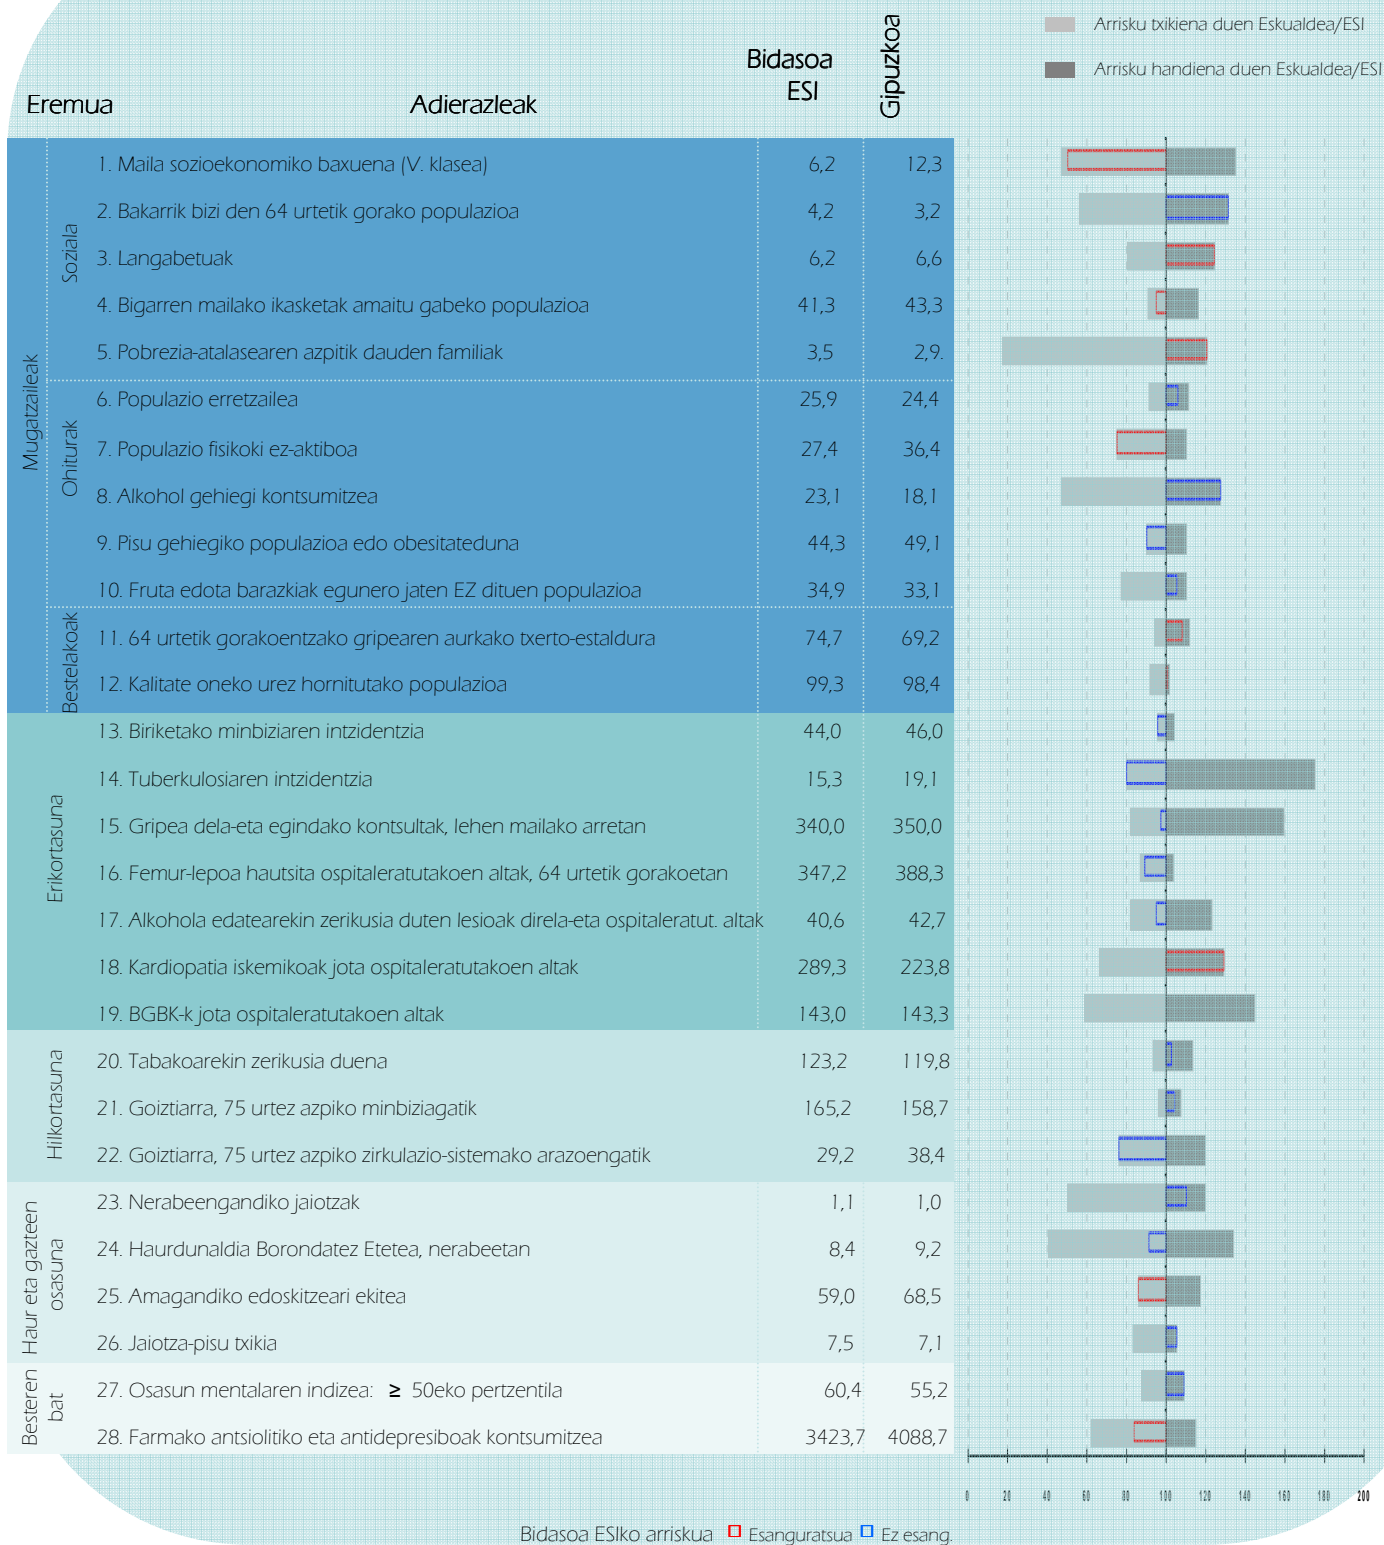 Arrisku txikiena duen Eskualdea/ESI
Arrisku handiena duen Eskualdea/ESI
Eremua Adierazleak Bidasoa ESI Gipuzkoa
Mugatzaileak
Soziala
1. Maila sozioekonomiko baxuena (V. klasea) 6,2 12,3
2. Bakarrik bizi den 64 urtetik gorako populazioa 4,2 3,2
3. Langabetuak 6,2 6,6
4. Bigarren mailako ikasketak amaitu gabeko populazioa 41,3 43,3
5. Pobrezia-atalasearen azpitik dauden familiak 3,5 2,9.
Ohiturak
6. Populazio erretzailea 25,9 24,4
7. Populazio fisikoki ez-aktiboa 27,4 36,4
8. Alkohol gehiegi kontsumitzea 23,1 18,1
9. Pisu gehiegiko populazioa edo obesitateduna 44,3 49,1
10. Fruta edota barazkiak egunero jaten EZ dituen populazioa 34,9 33,1
Bestelakoak
11. 64 urtetik gorakoentzako gripearen aurkako txerto-estaldura 74,7 69,2
12. Kalitate oneko urez hornitutako populazioa 99,3 98,4
Erikortasuna
13. Biriketako minbiziaren intzidentzia 44,0 46,0
14. Tuberkulosiaren intzidentzia 15,3 19,1
15. Gripea dela-eta egindako kontsultak, lehen mailako arretan 340,0 350,0
16. Femur-lepoa hautsita ospitaleratutakoen altak, 64 urtetik gorakoetan 347,2 388,3
17. Alkohola edatearekin zerikusia duten lesioak direla-eta ospitaleratut. altak 40,6 42,7
18. Kardiopatia iskemikoak jota ospitaleratutakoen altak 289,3 223,8
19. BGBK-k jota ospitaleratutakoen altak 143,0 143,3
Hilkortasuna
20. Tabakoarekin zerikusia duena 123,2 119,8
21. Goiztiarra, 75 urtez azpiko minbiziagatik 165,2 158,7
22. Goiztiarra, 75 urtez azpiko zirkulazio-sistemako arazoengatik 29,2 38,4
Haur eta gazteen osasuna
23. Nerabeengandiko jaiotzak 1,1 1,0
24. Haurdunaldia Borondatez Etetea, nerabeetan 8,4 9,2
25. Amagandiko edoskitzeari ekitea 59,0 68,5
26. Jaiotza-pisu txikia 7,5 7,1
Besteren bat
27. Osasun mentalaren indizea: ≥ 50eko pertzentila 60,4 55,2
28. Farmako antsiolitiko eta antidepresiboak kontsumitzea 3423,7 4088,7
0 20 40 60 80 100 120 140 160 180 200
Bidasoa ESIko arriskua Esanguratsua Ez esang.